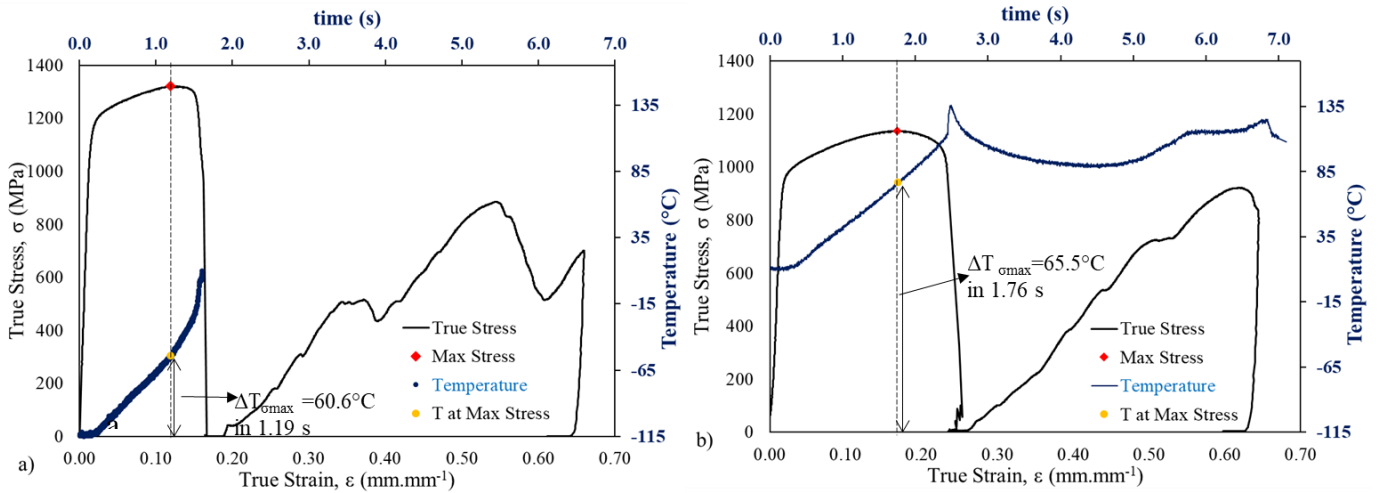 time (s)
0.0 1.0 2.0 3.0 4.0 5.0 6.0 7.0
1400
1200
1000
800
600
400
200
0
True Stress, σ (MPa)
135
85
35
-15
-65
-115
Temperature (°C)
True Stress
Max Stress
Temperature
T at Max Stress
ΔTσmax =60.6°C
in 1.19 s
a)
0.00 0.10 0.20 0.30 0.40 0.50 0.60 0.70
True Strain, ε (mm.mm-1)
time (s)
0.0 1.0 2.0 3.0 4.0 5.0 6.0 7.0
1400
1200
1000
800
600
400
200
0
True Stress, σ (MPa)
135
85
35
-15
-65
-115
Temperature (°C)
ΔT σmax=65.5°C
in 1.76 s
True Stress
Max Stress
Temperature
T at Max Stress
b)
0.00 0.10 0.20 0.30 0.40 0.50 0.60 0.70
True Strain, ε (mm.mm-1)